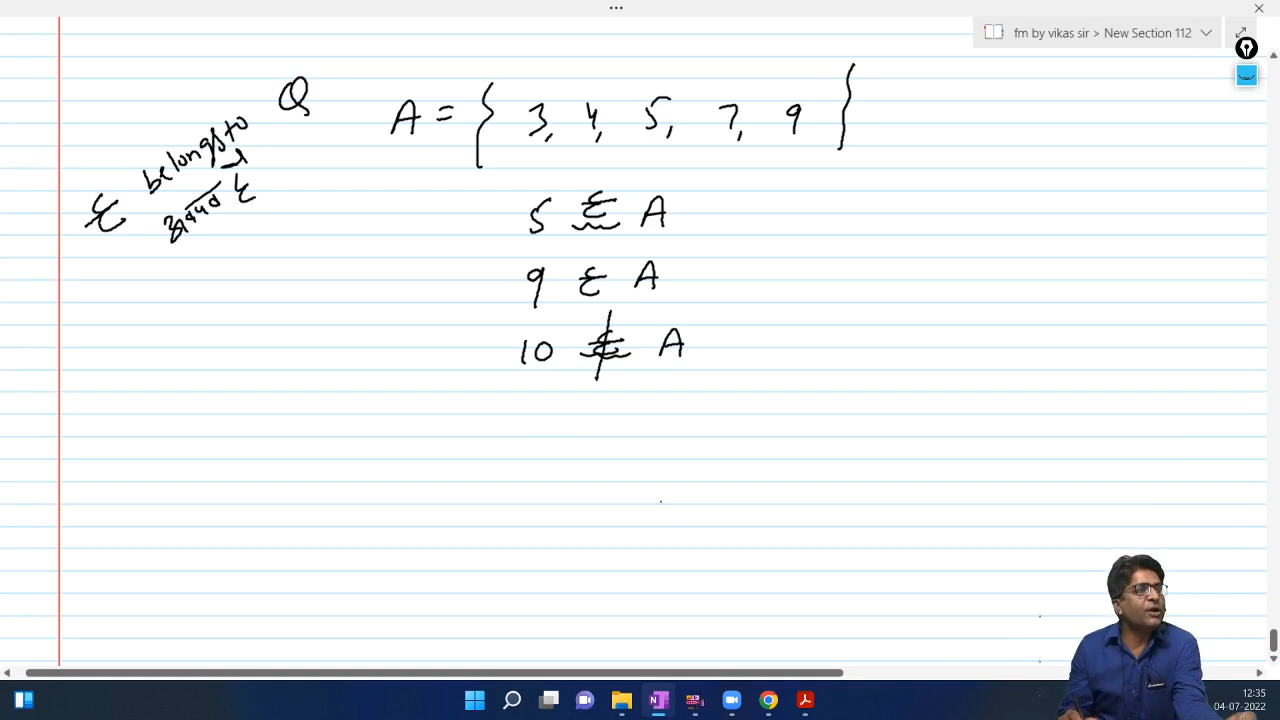 fm by vikas sir > New Section 112
Q A = { 3, 4, 5, 7, 9 }
∈ belongs to
5 ∈ A
9 ∈ A
10 ∉ A
12:35
04-07-2022